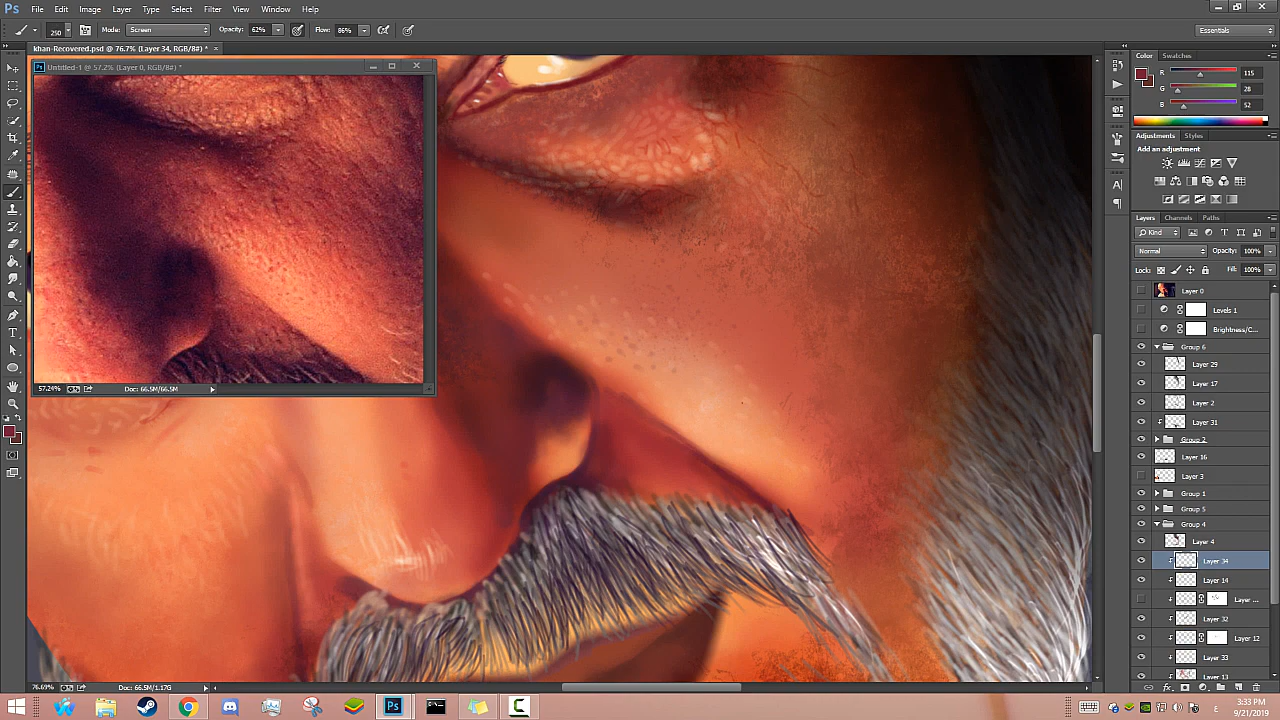 Ps File Edit Image Layer Type Select Filter View Window Help
250 Mode: Screen Opacity: 62% Flow: 86% Essentials
khan-Recovered.psd @ 76.7% (Layer 34, RGB/8#) * ×
Untitled-1 @ 57.2% (Layer 0, RGB/8#) *
57.24% Doc: 66.5M/66.5M
76.69% Doc: 66.5M/1.17G
Color Swatches
R 115
G 28
B 52
Adjustments Styles
Add an adjustment
Layers Channels Paths
Kind
Normal Opacity: 100%
Lock: Fill: 100%
Layer 0
Levels 1
Brightness/C...
Group 6
Layer 29
Layer 17
Layer 2
Layer 31
Group 2
Layer 16
Layer 3
Group 1
Group 5
Group 4
Layer 4
Layer 34
Layer 14
Layer ...
Layer 32
Layer 12
Layer 33
Layer 13
fx
Ps
ع
3:33 PM
9/21/2019